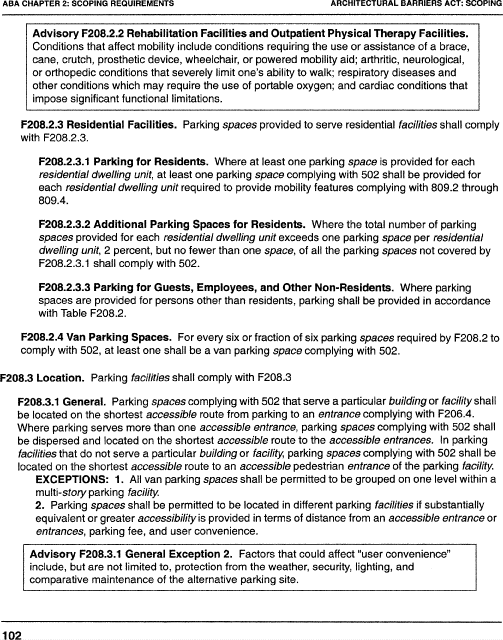 ABA CHAPTER 2: SCOPING REQUIREMENTS ARCHITECTURAL BARRIERS ACT: SCOPING
Advisory F208.2.2 Rehabilitation Facilities and Outpatient Physical Therapy Facilities.
Conditions that affect mobility include conditions requiring the use or assistance of a brace,
cane, crutch, prosthetic device, wheelchair, or powered mobility aid; arthritic, neurological,
or orthopedic conditions that severely limit one's ability to walk; respiratory diseases and
other conditions which may require the use of portable oxygen; and cardiac conditions that
impose significant functional limitations.
F208.2.3 Residential Facilities. Parking spaces provided to serve residential facilities shall comply
with F208.2.3.
F208.2.3.1 Parking for Residents. Where at least one parking space is provided for each
residential dwelling unit, at least one parking space complying with 502 shall be provided for
each residential dwelling unit required to provide mobility features complying with 809.2 through
809.4.
F208.2.3.2 Additional Parking Spaces for Residents. Where the total number of parking
spaces provided for each residential dwelling unit exceeds one parking space per residential
dwelling unit, 2 percent, but no fewer than one space, of all the parking spaces not covered by
F208.2.3.1 shall comply with 502.
F208.2.3.3 Parking for Guests, Employees, and Other Non-Residents. Where parking
spaces are provided for persons other than residents, parking shall be provided in accordance
with Table F208.2.
F208.2.4 Van Parking Spaces. For every six or fraction of six parking spaces required by F208.2 to
comply with 502, at least one shall be a van parking space complying with 502.
F208.3 Location. Parking facilities shall comply with F208.3
F208.3.1 General. Parking spaces complying with 502 that serve a particular building or facility shall
be located on the shortest accessible route from parking to an entrance complying with F206.4.
Where parking serves more than one accessible entrance, parking spaces complying with 502 shall
be dispersed and located on the shortest accessible route to the accessible entrances. In parking
facilities that do not serve a particular building or facility, parking spaces complying with 502 shall be
located on the shortest accessible route to an accessible pedestrian entrance of the parking facility.
EXCEPTIONS: 1. All van parking spaces shall be permitted to be grouped on one level within a
multi-story parking facility.
2. Parking spaces shall be permitted to be located in different parking facilities if substantially
equivalent or greater accessibility is provided in terms of distance from an accessible entrance or
entrances, parking fee, and user convenience.
Advisory F208.3.1 General Exception 2. Factors that could affect "user convenience"
include, but are not limited to, protection from the weather, security, lighting, and
comparative maintenance of the alternative parking site.
102